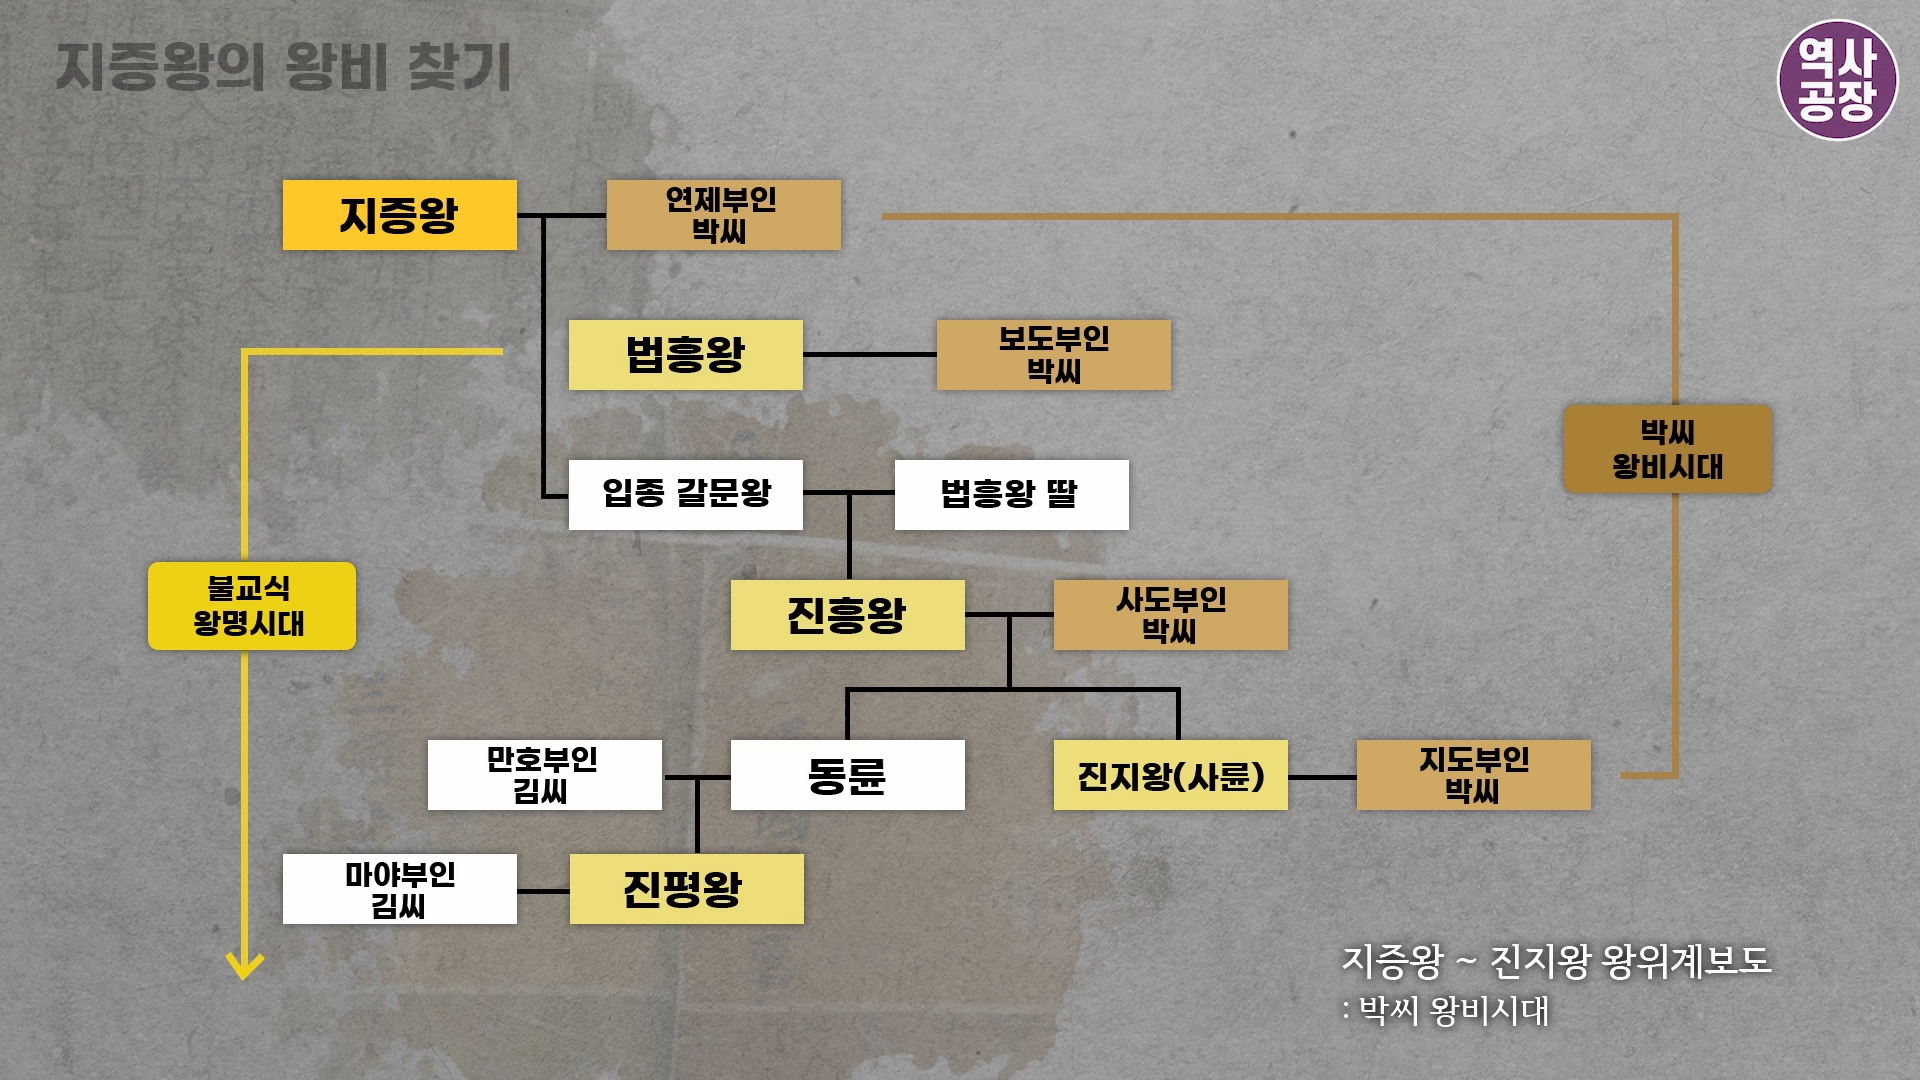 지증왕의 왕비 찾기
역사
공장
지증왕
연제부인
박씨
법흥왕
보도부인
박씨
박씨
왕비시대
입종 갈문왕
법흥왕 딸
불교식
왕명시대
진흥왕
사도부인
박씨
만호부인
김씨
동륜
진지왕(사륜)
지도부인
박씨
마야부인
김씨
진평왕
지증왕 ~ 진지왕 왕위계보도
: 박씨 왕비시대